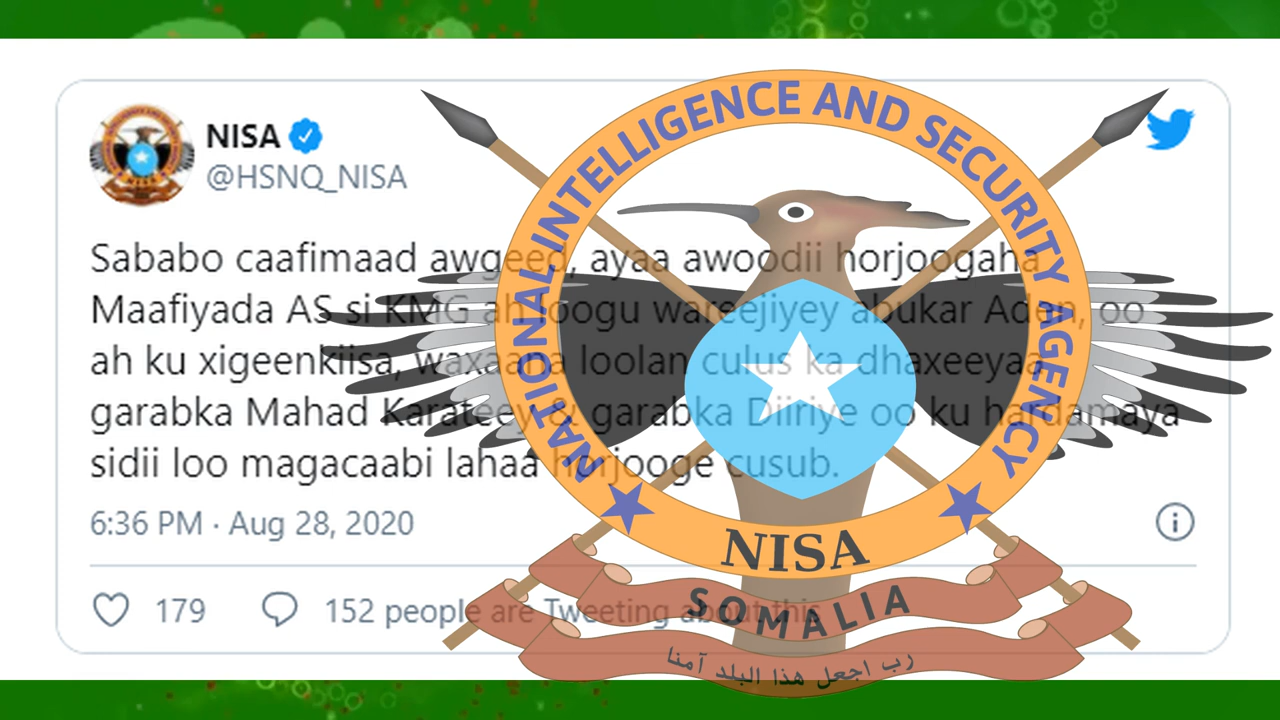 NISA
@HSNQ_NISA
Sababo caafimaad awgeed, ayaa awoodii horjoogaha
Maafiyada AS si KMG ah loogu wareejiyey abukar Aden, oo
ah ku xigeenkiisa, waxaana loolan culus ka dhaxeeyaa
garabka Mahad Karateey & garabka Diiriye oo ku hardamaya
sidii loo magacaabi lahaa horjooge cusub.
6:36 PM · Aug 28, 2020
179 152 people are Tweeting about this
NATIONAL INTELLIGENCE AND SECURITY AGENCY
NISA
SOMALIA
رب اجعل هذا البلد آمنا